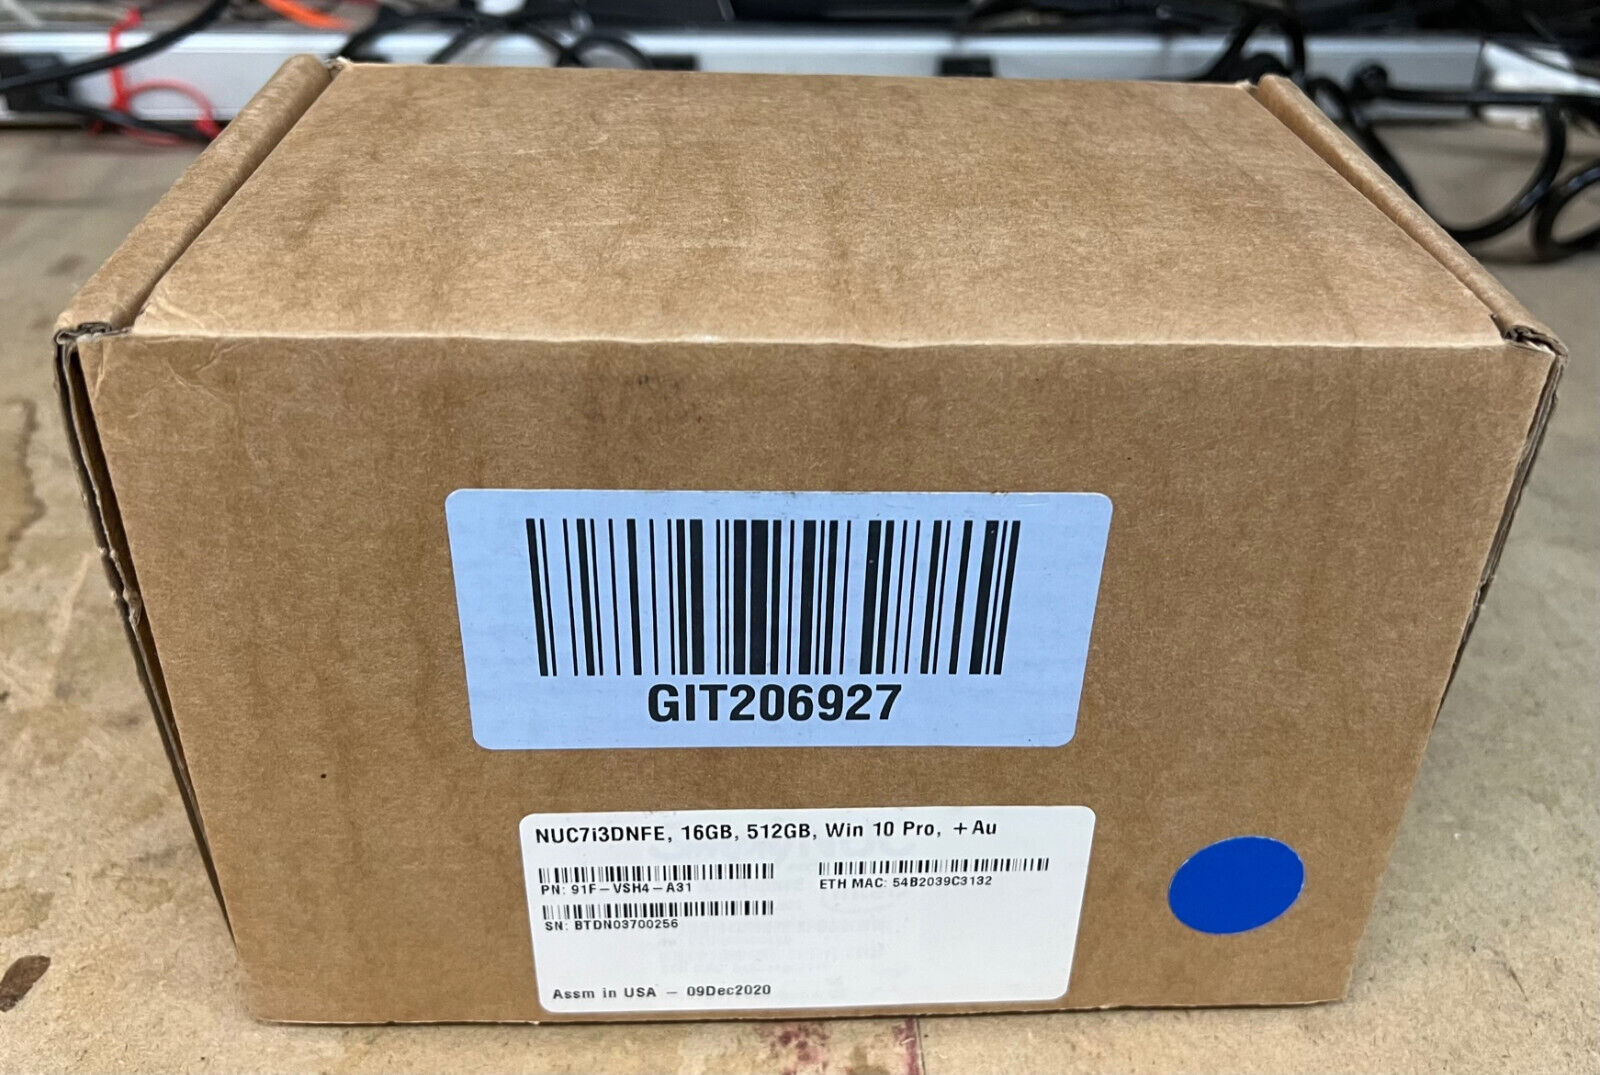 GIT206927
NUC7i3DNFE, 16GB, 512GB, Win 10 Pro, +Au
PN: 91F-VSH4-A31
ETH MAC: 54B2039C3132
SN: BTDN03700256
Assm in USA - 09Dec2020